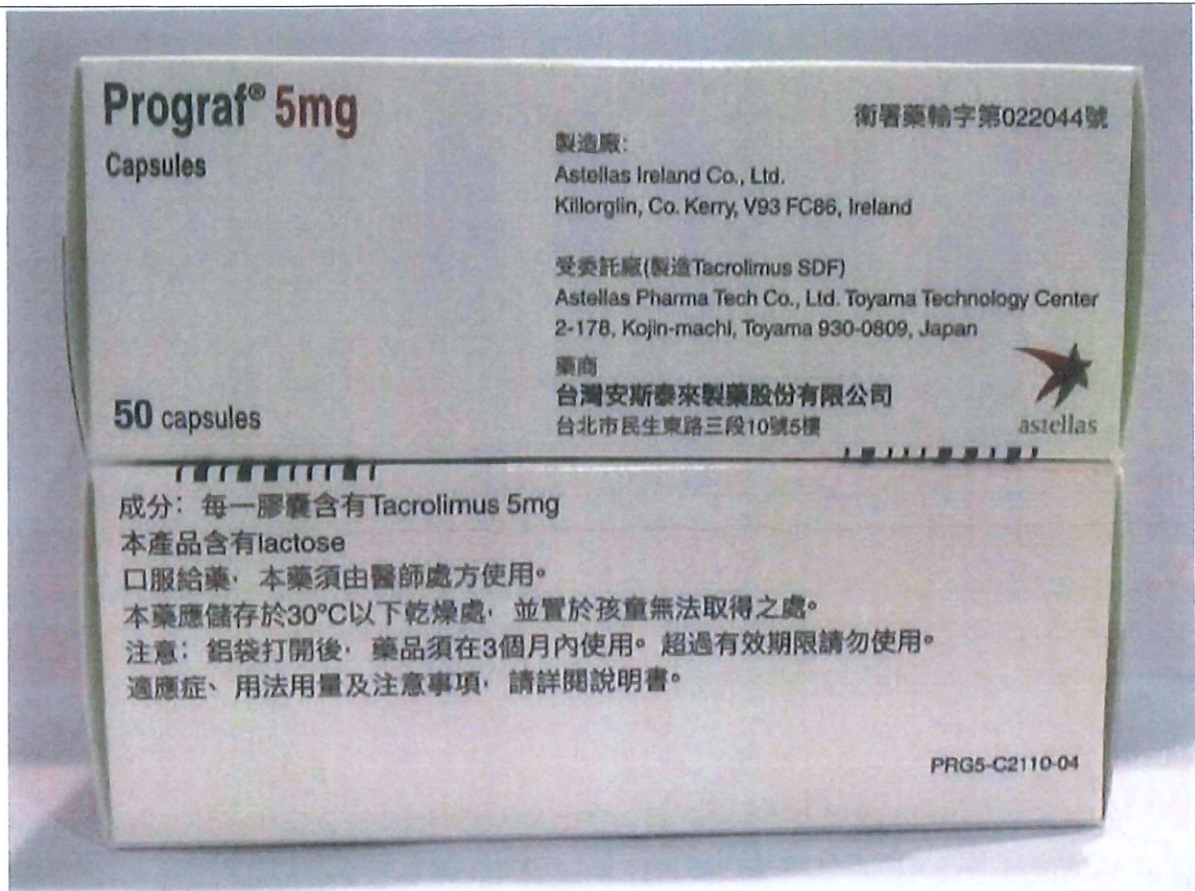 Prograf® 5mg
Capsules
50 capsules
衛署藥輸字第022044號
製造廠:
Astellas Ireland Co., Ltd.
Killorglin, Co. Kerry, V93 FC86, Ireland
受委託廠(製造Tacrolimus SDF)
Astellas Pharma Tech Co., Ltd. Toyama Technology Center
2-178, Kojin-machi, Toyama 930-0809, Japan
藥商
台灣安斯泰來製藥股份有限公司
台北市民生東路三段10號5樓
astellas
成分：每一膠囊含有Tacrolimus 5mg
本產品含有lactose
口服給藥，本藥須由醫師處方使用。
本藥應儲存於30°C以下乾燥處，並置於孩童無法取得之處。
注意：鋁袋打開後，藥品須在3個月內使用。超過有效期限請勿使用。
適應症、用法用量及注意事項，請詳閱說明書。
PRG5-C2110-04